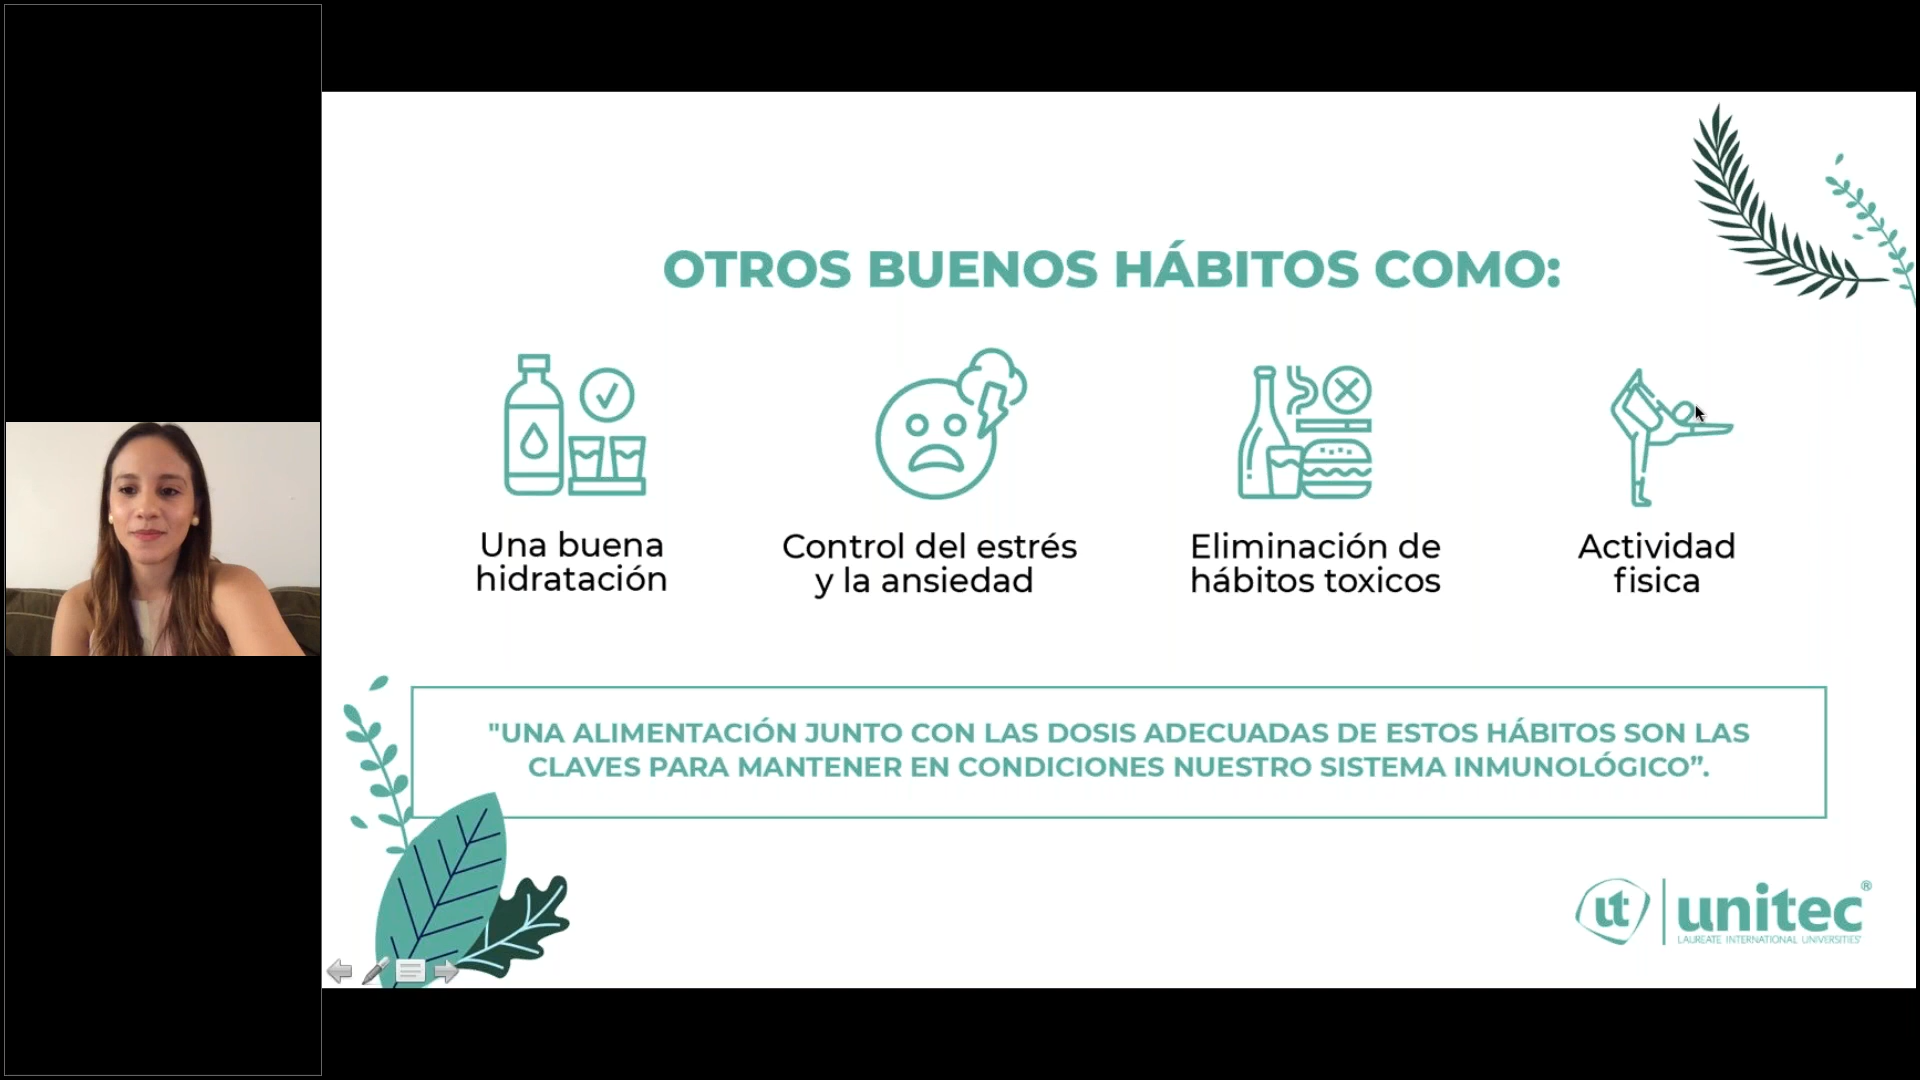 OTROS BUENOS HÁBITOS COMO:
Una buena
hidratación
Control del estrés
y la ansiedad
Eliminación de
hábitos toxicos
Actividad
fisica
"UNA ALIMENTACIÓN JUNTO CON LAS DOSIS ADECUADAS DE ESTOS HÁBITOS SON LAS
CLAVES PARA MANTENER EN CONDICIONES NUESTRO SISTEMA INMUNOLÓGICO”.
ut unitec®
LAUREATE INTERNATIONAL UNIVERSITIES